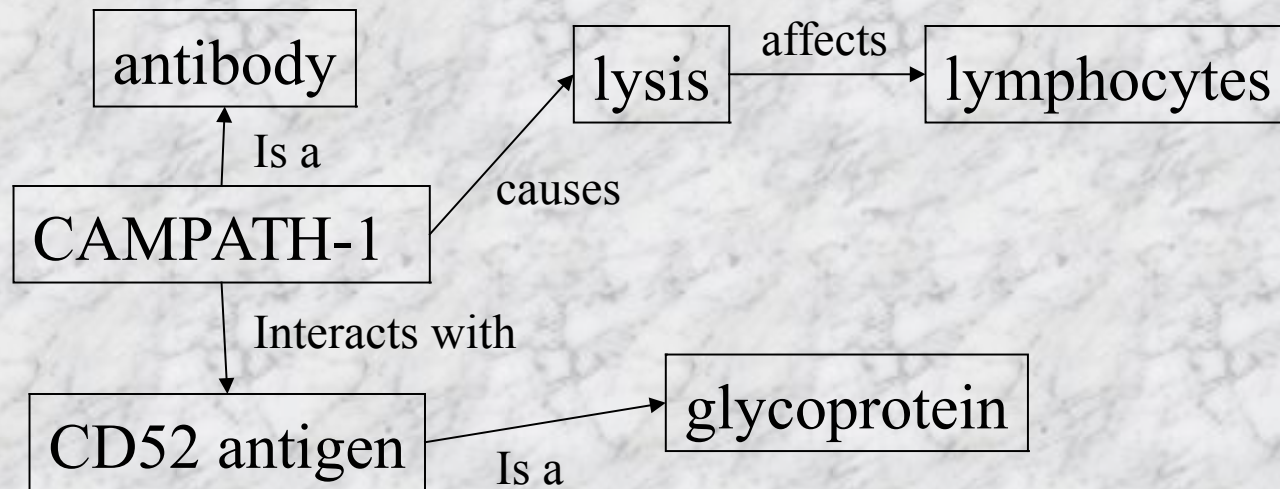 antibody
lysis
affects
lymphocytes
Is a
causes
CAMPATH-1
Interacts with
CD52 antigen
Is a
glycoprotein